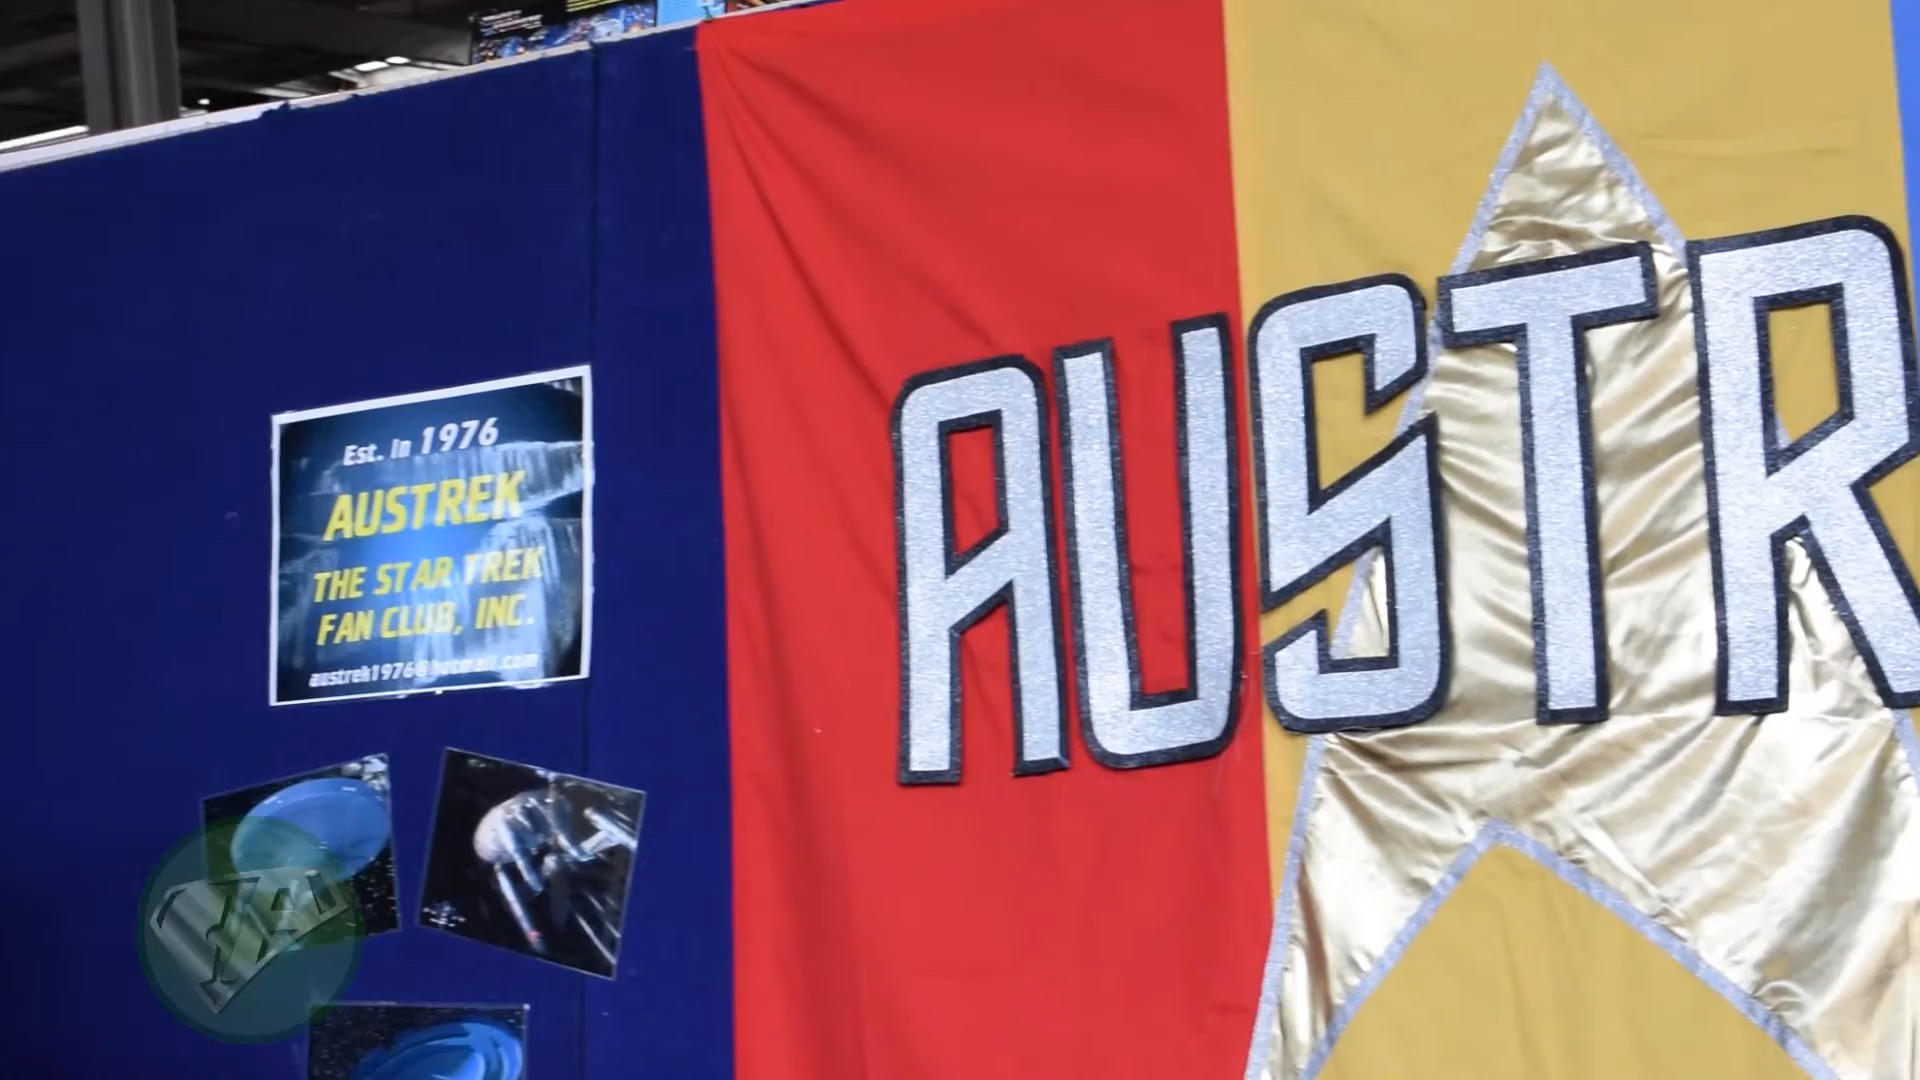 Est. In 1976
AUSTREK
THE STAR TREK
FAN CLUB, INC.
austrek1976@hotmail.com
AUSTR